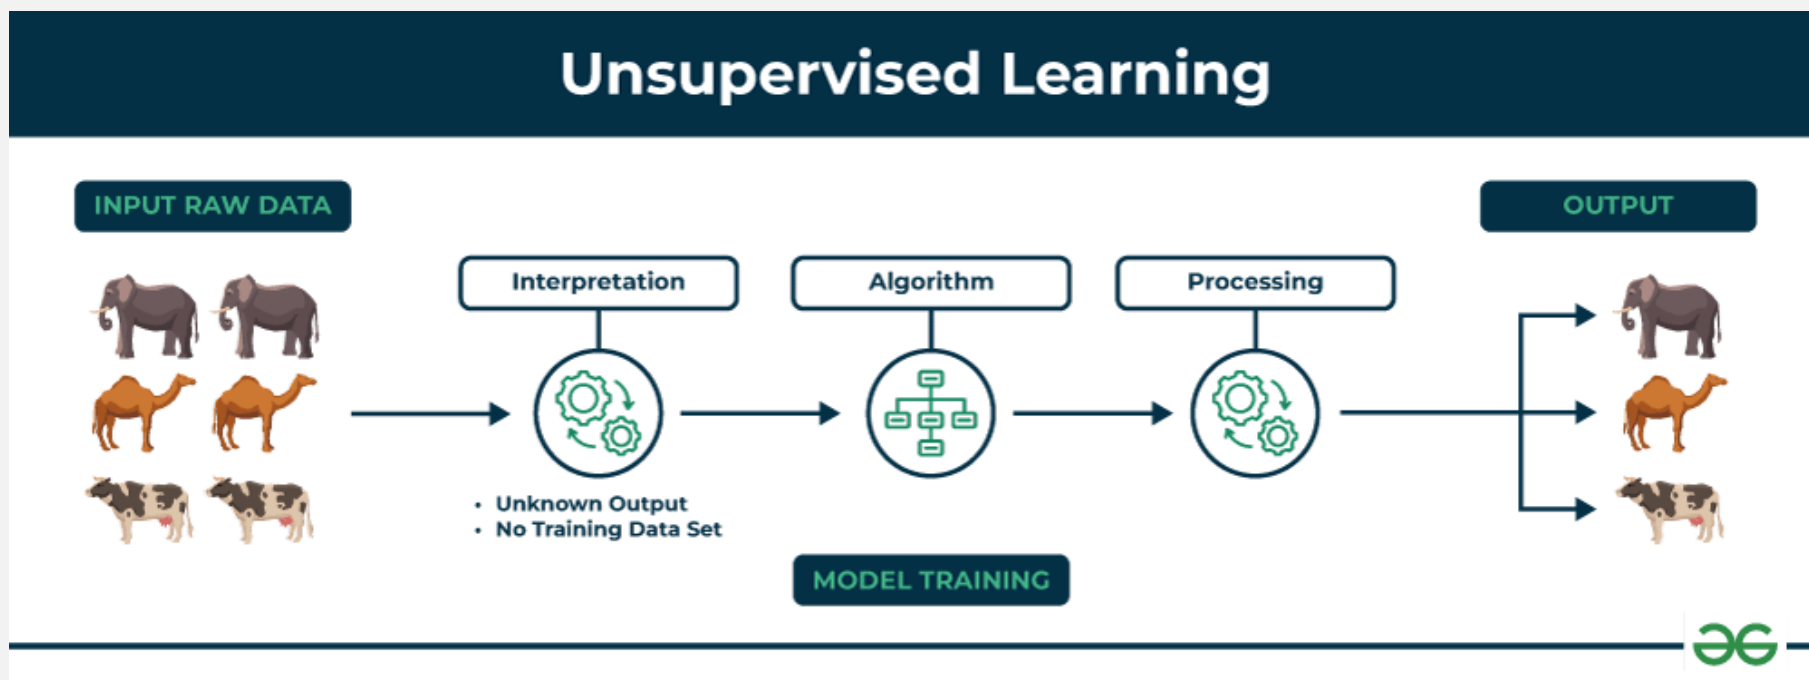 Unsupervised Learning
INPUT RAW DATA
OUTPUT
Interpretation
Algorithm
Processing
• Unknown Output
• No Training Data Set
MODEL TRAINING